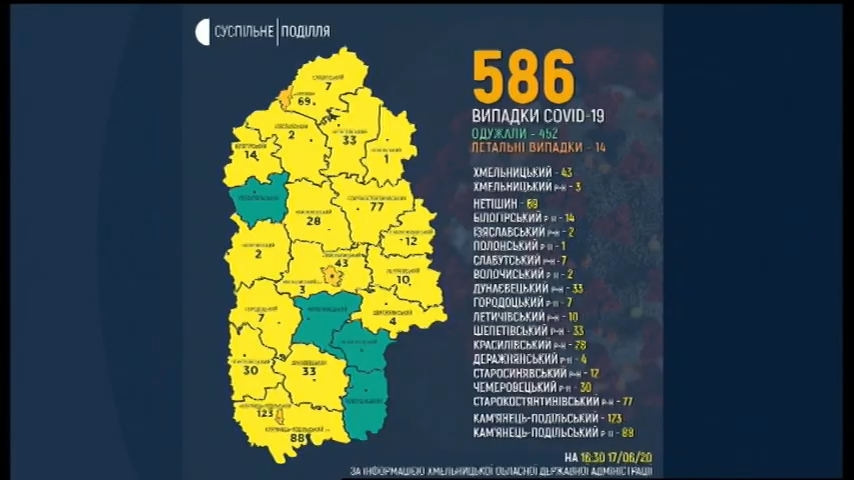 СУСПІЛЬНЕ | ПОДІЛЛЯ
586
ВИПАДКИ COVID-19
ОДУЖАЛИ - 452
ЛЕТАЛЬНІ ВИПАДКИ - 14
ХМЕЛЬНИЦЬКИЙ - 43
ХМЕЛЬНИЦЬКИЙ р-н - 3
НЕТІШИН - 69
БІЛОГІРСЬКИЙ р-н - 14
ІЗЯСЛАВСЬКИЙ р-н - 2
ПОЛОНСЬКИЙ р-н - 1
СЛАВУТСЬКИЙ р-н - 7
ВОЛОЧИСЬКИЙ р-н - 2
ДУНАЄВЕЦЬКИЙ р-н - 33
ГОРОДОЦЬКИЙ р-н - 7
ЛЕТИЧІВСЬКИЙ р-н - 10
ШЕПЕТІВСЬКИЙ р-н - 33
КРАСИЛІВСЬКИЙ р-н - 28
ДЕРАЖНЯНСЬКИЙ р-н - 4
СТАРОСИНЯВСЬКИЙ р-н - 12
ЧЕМЕРОВЕЦЬКИЙ р-н - 30
СТАРОКОСТЯНТИНІВСЬКИЙ р-н - 77
КАМ'ЯНЕЦЬ-ПОДІЛЬСЬКИЙ - 123
КАМ'ЯНЕЦЬ-ПОДІЛЬСЬКИЙ р-н - 88
НА 16:30 17/06/20
ЗА ІНФОРМАЦІЄЮ ХМЕЛЬНИЦЬКОЇ ОБЛАСНОЇ ДЕРЖАВНОЇ АДМІНІСТРАЦІЇ
7
69
2
33
1
14
77
28
12
2
43
10
3
7
4
30
33
123
88